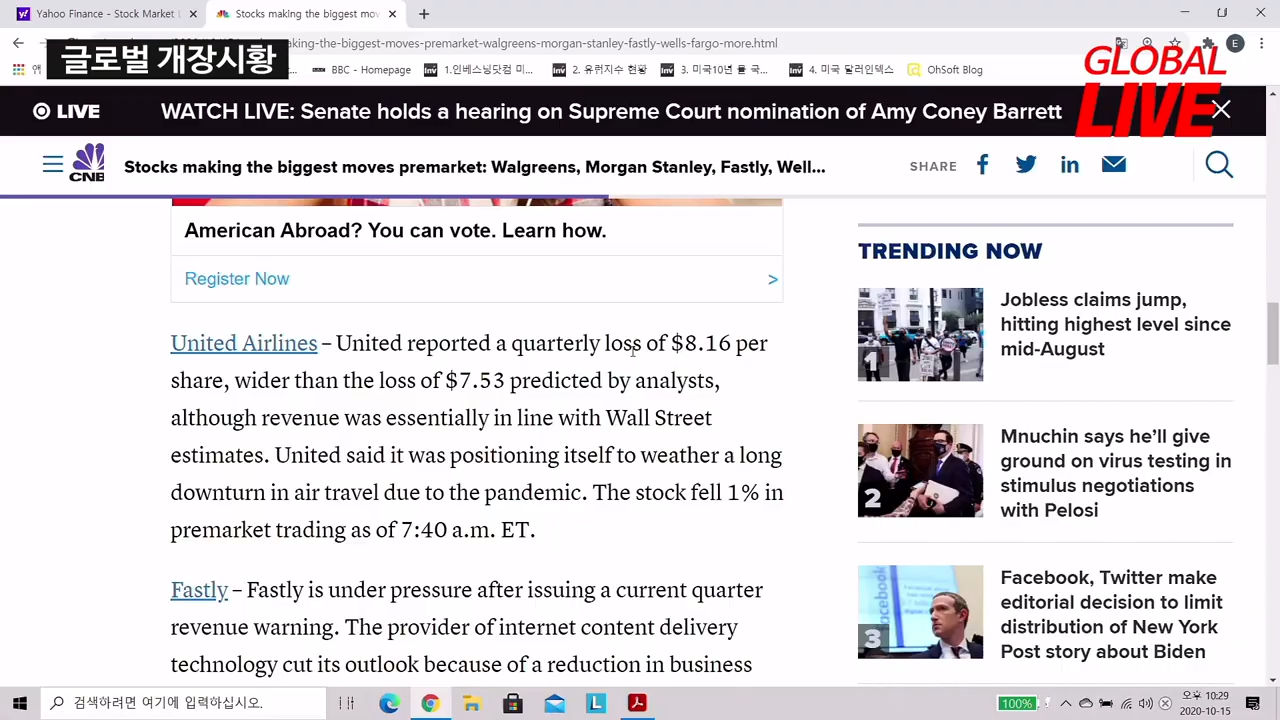 Yahoo Finance - Stock Market L
Stocks making the biggest mov
글로벌 개장시황
aking-the-biggest-moves-premarket-walgreens-morgan-stanley-fastly-wells-fargo-more.html
E
GLOBAL
LIVE
BBC - Homepage
1.인베스팅닷컴 미...
2. 유럽지수 현황
3. 미국10년 물 국...
4. 미국 달러인덱스
OhSoft Blog
LIVE
WATCH LIVE: Senate holds a hearing on Supreme Court nomination of Amy Coney Barrett
CNB
Stocks making the biggest moves premarket: Walgreens, Morgan Stanley, Fastly, Well...
SHARE
American Abroad? You can vote. Learn how.
Register Now >
United Airlines – United reported a quarterly loss of $8.16 per
share, wider than the loss of $7.53 predicted by analysts,
although revenue was essentially in line with Wall Street
estimates. United said it was positioning itself to weather a long
downturn in air travel due to the pandemic. The stock fell 1% in
premarket trading as of 7:40 a.m. ET.
Fastly – Fastly is under pressure after issuing a current quarter
revenue warning. The provider of internet content delivery
technology cut its outlook because of a reduction in business
TRENDING NOW
Jobless claims jump,
hitting highest level since
mid-August
2
Mnuchin says he’ll give
ground on virus testing in
stimulus negotiations
with Pelosi
3
Facebook, Twitter make
editorial decision to limit
distribution of New York
Post story about Biden
검색하려면 여기에 입력하십시오.
100%
오후 10:29
2020-10-15